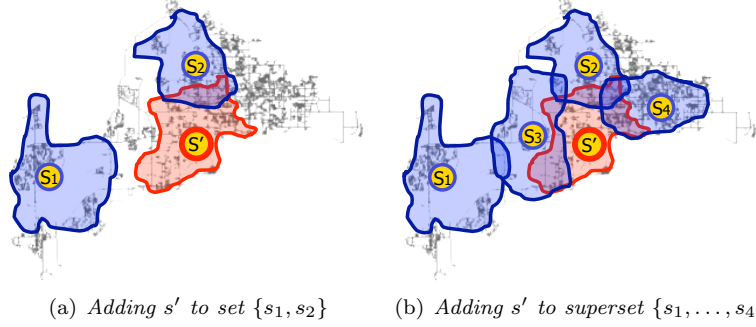 S₂
S'
S₁
S₂
S₄
S₃
S'
S₁
(a) Adding s′ to set {s₁, s₂} (b) Adding s′ to superset {s₁, . . . , s₄